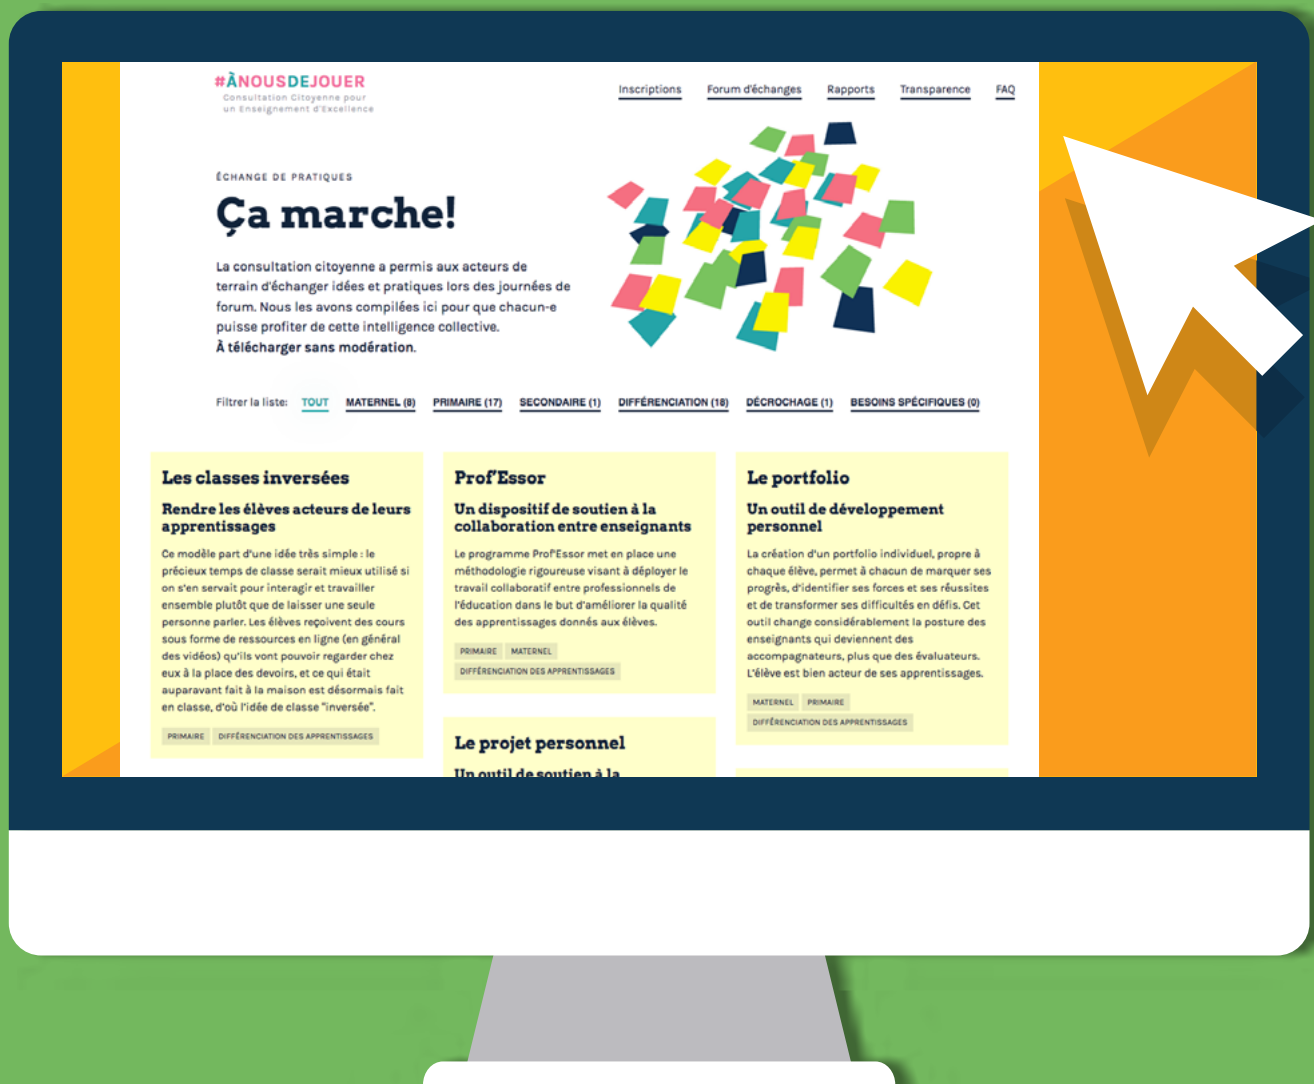 #ÀNOUSDEJOUER
Consultation Citoyenne pour
un Enseignement d'Excellence
Inscriptions Forum d'échanges Rapports Transparence FAQ
ÉCHANGE DE PRATIQUES
Ça marche!
La consultation citoyenne a permis aux acteurs de
terrain d'échanger idées et pratiques lors des journées de
forum. Nous les avons compilées ici pour que chacun-e
puisse profiter de cette intelligence collective.
À télécharger sans modération.
Filtrer la liste: TOUT MATERNEL (8) PRIMAIRE (17) SECONDAIRE (1) DIFFÉRENCIATION (18) DÉCROCHAGE (1) BESOINS SPÉCIFIQUES (0)
Les classes inversées
Rendre les élèves acteurs de leurs
apprentissages
Ce modèle part d'une idée très simple : le
précieux temps de classe serait mieux utilisé si
on s'en servait pour interagir et travailler
ensemble plutôt que de laisser une seule
personne parler. Les élèves reçoivent des cours
sous forme de ressources en ligne (en général
des vidéos) qu'ils vont pouvoir regarder chez
eux à la place des devoirs, et ce qui était
auparavant fait à la maison est désormais fait
en classe, d'où l'idée de classe "inversée".
PRIMAIRE DIFFÉRENCIATION DES APPRENTISSAGES
Prof'Essor
Un dispositif de soutien à la
collaboration entre enseignants
Le programme Prof'Essor met en place une
méthodologie rigoureuse visant à déployer le
travail collaboratif entre professionnels de
l'éducation dans le but d'améliorer la qualité
des apprentissages donnés aux élèves.
PRIMAIRE MATERNEL
DIFFÉRENCIATION DES APPRENTISSAGES
Le projet personnel
Un outil de soutien à la
Le portfolio
Un outil de développement
personnel
La création d'un portfolio individuel, propre à
chaque élève, permet à chacun de marquer ses
progrès, d'identifier ses forces et ses réussites
et de transformer ses difficultés en défis. Cet
outil change considérablement la posture des
enseignants qui deviennent des
accompagnateurs, plus que des évaluateurs.
L'élève est bien acteur de ses apprentissages.
MATERNEL PRIMAIRE
DIFFÉRENCIATION DES APPRENTISSAGES